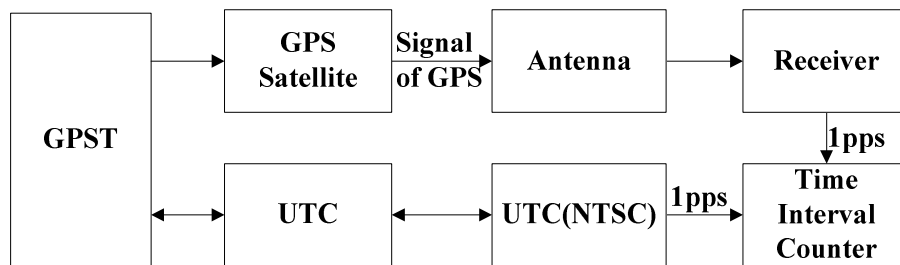 GPST
GPS
Satellite
Signal
of GPS
Antenna
Receiver
1pps
UTC
UTC(NTSC)
1pps
Time
Interval
Counter